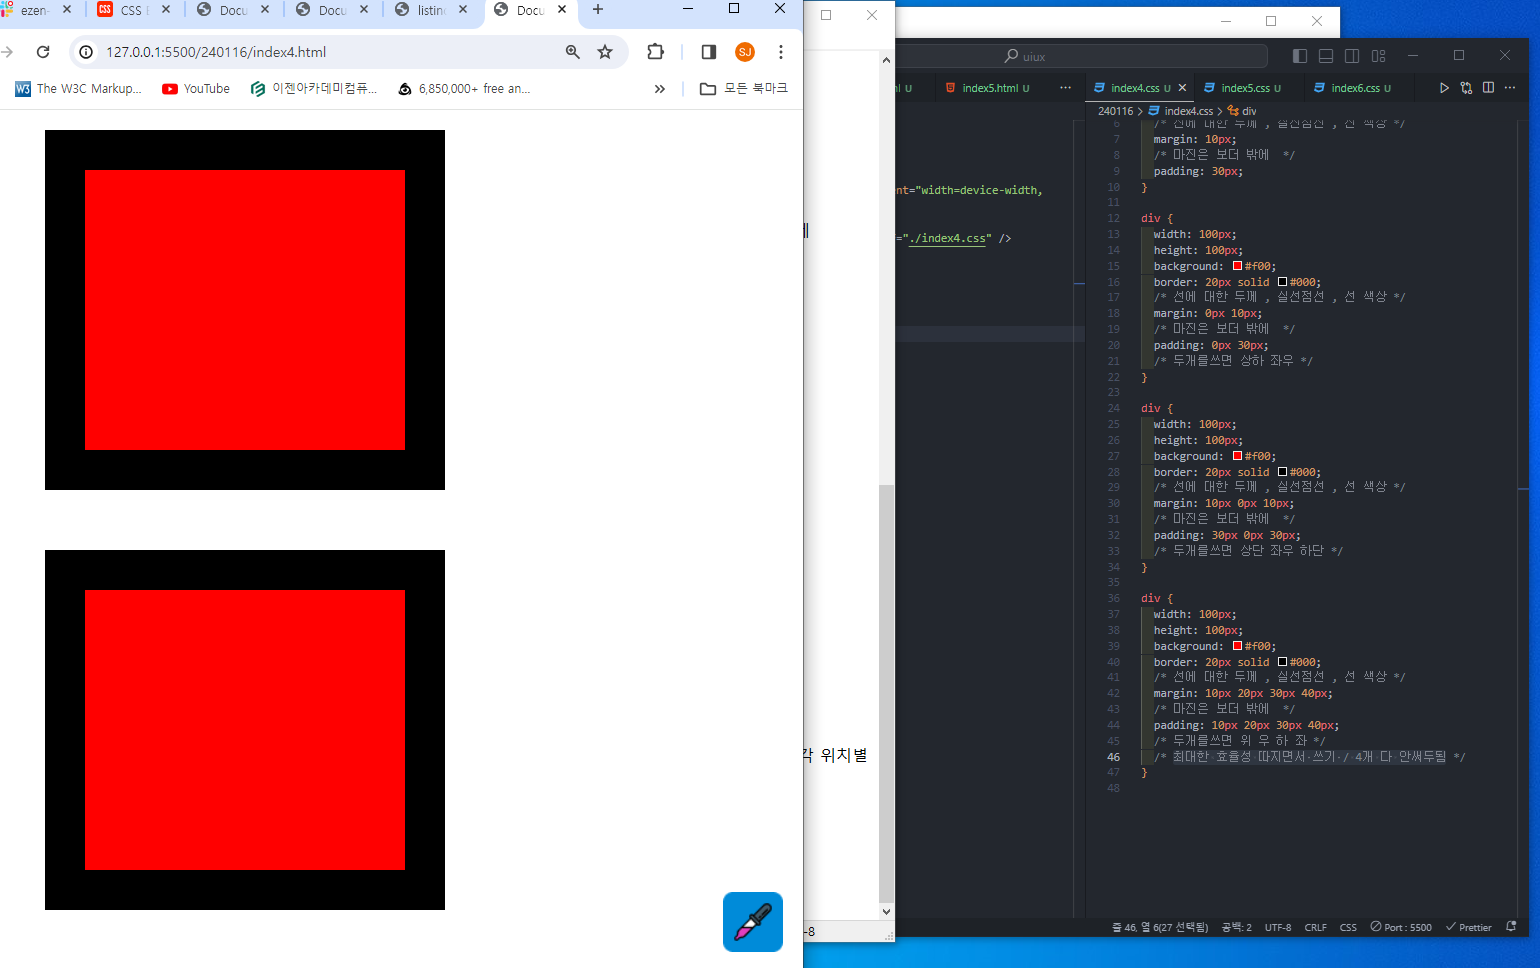 ezen-
CSS
Docu
Docu
listing
Docu
127.0.0.1:5500/240116/index4.html
SJ
The W3C Markup...
YouTube
이젠아카데미컴퓨...
6,850,000+ free an...
모든 북마크
각 위치별
-8
uiux
U
index5.html U
index4.css U
index5.css U
index6.css U
240116 > index4.css > div
nt="width=device-width,
="./index4.css" />
6 /* 선에 대한 두께 , 실선점선 , 선 색상 */
7 margin: 10px;
8 /* 마진은 보더 밖에  */
9 padding: 30px;
10 }
11
12 div {
13 width: 100px;
14 height: 100px;
15 background: #f00;
16 border: 20px solid #000;
17 /* 선에 대한 두께 , 실선점선 , 선 색상 */
18 margin: 0px 10px;
19 /* 마진은 보더 밖에  */
20 padding: 0px 30px;
21 /* 두개를쓰면 상하 좌우 */
22 }
23
24 div {
25 width: 100px;
26 height: 100px;
27 background: #f00;
28 border: 20px solid #000;
29 /* 선에 대한 두께 , 실선점선 , 선 색상 */
30 margin: 10px 0px 10px;
31 /* 마진은 보더 밖에  */
32 padding: 30px 0px 30px;
33 /* 두개를쓰면 상단 좌우 하단 */
34 }
35
36 div {
37 width: 100px;
38 height: 100px;
39 background: #f00;
40 border: 20px solid #000;
41 /* 선에 대한 두께 , 실선점선 , 선 색상 */
42 margin: 10px 20px 30px 40px;
43 /* 마진은 보더 밖에  */
44 padding: 10px 20px 30px 40px;
45 /* 두개를쓰면 위 우 하 좌 */
46 /* 최대한 효율성 따지면서 쓰기 / 4개 다 안써두됨 */
47 }
48
줄 46, 열 6(27 선택됨)
공백: 2
UTF-8
CRLF
CSS
Port : 5500
Prettier